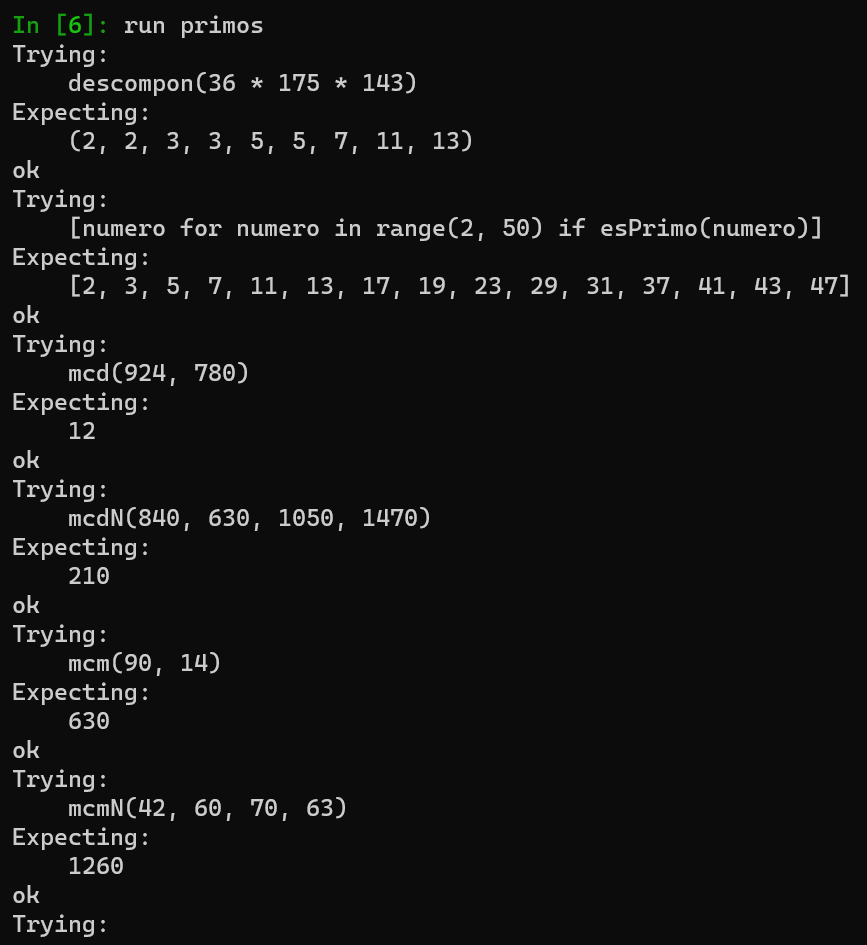 In [6]: run primos
Trying:
    descompon(36 * 175 * 143)
Expecting:
    (2, 2, 3, 3, 5, 5, 7, 11, 13)
ok
Trying:
    [numero for numero in range(2, 50) if esPrimo(numero)]
Expecting:
    [2, 3, 5, 7, 11, 13, 17, 19, 23, 29, 31, 37, 41, 43, 47]
ok
Trying:
    mcd(924, 780)
Expecting:
    12
ok
Trying:
    mcdN(840, 630, 1050, 1470)
Expecting:
    210
ok
Trying:
    mcm(90, 14)
Expecting:
    630
ok
Trying:
    mcmN(42, 60, 70, 63)
Expecting:
    1260
ok
Trying: